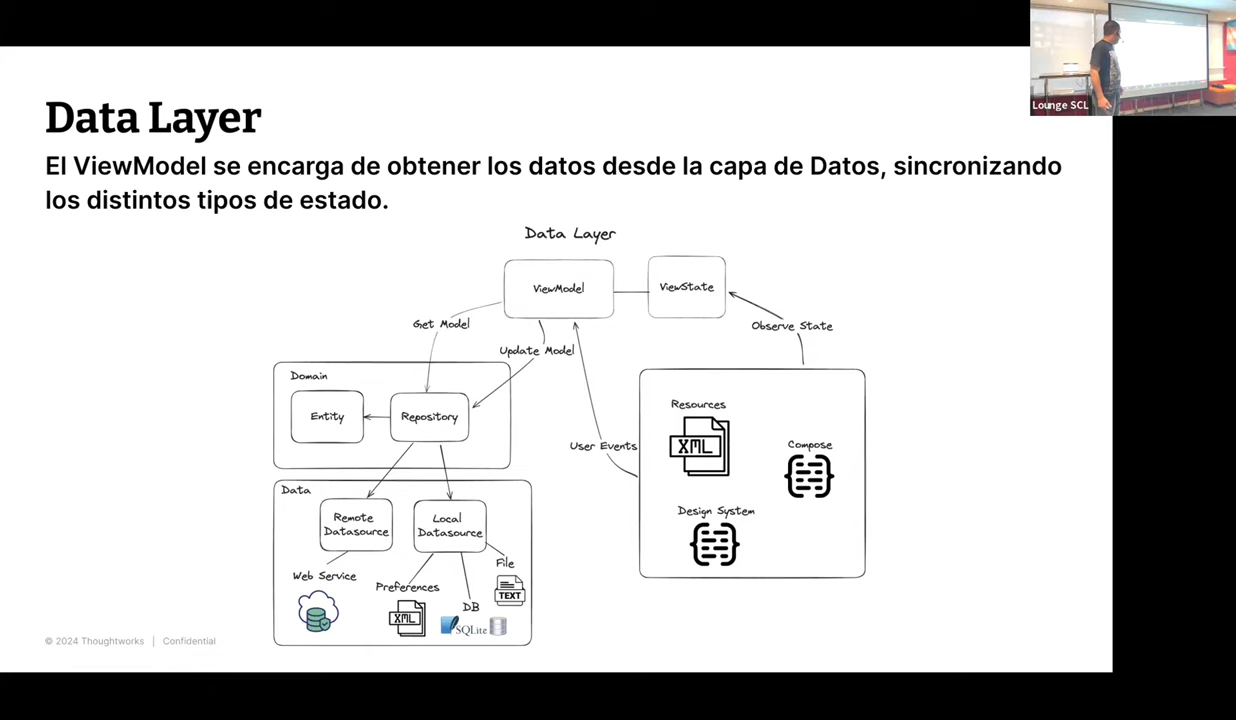 Lounge SCL
Data Layer
El ViewModel se encarga de obtener los datos desde la capa de Datos, sincronizando
los distintos tipos de estado.
Data Layer
ViewModel
ViewState
Get Model
Observe State
Update Model
Domain
Entity
Repository
Resources
XML
Compose
User Events
Design System
Data
Remote
Datasource
Local
Datasource
File
TEXT
Web Service
Preferences
XML
DB
SQLite
© 2024 Thoughtworks | Confidential